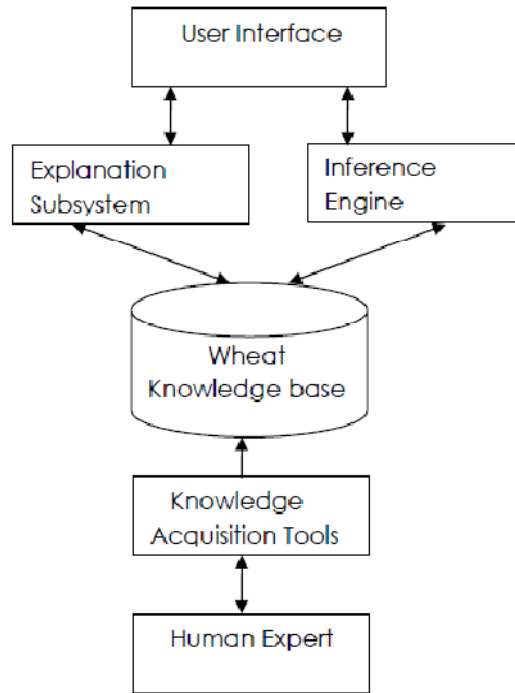 User Interface
Explanation
Subsystem
Inference
Engine
Wheat
Knowledge base
Knowledge
Acquisition Tools
Human Expert